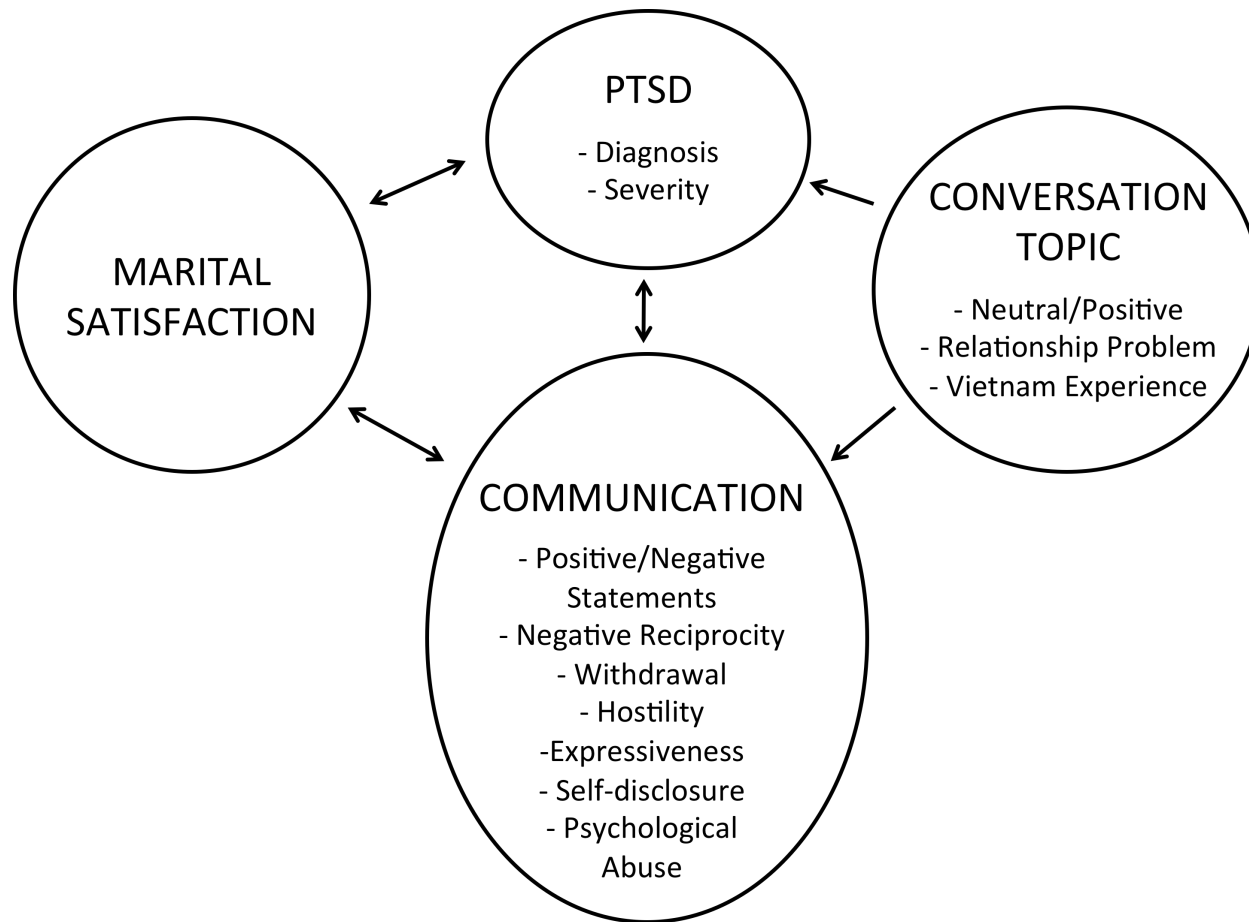 PTSD
- Diagnosis
- Severity
MARITAL
SATISFACTION
CONVERSATION
TOPIC
- Neutral/Positive
- Relationship Problem
- Vietnam Experience
COMMUNICATION
- Positive/Negative
Statements
- Negative Reciprocity
- Withdrawal
- Hostility
-Expressiveness
- Self-disclosure
- Psychological
Abuse